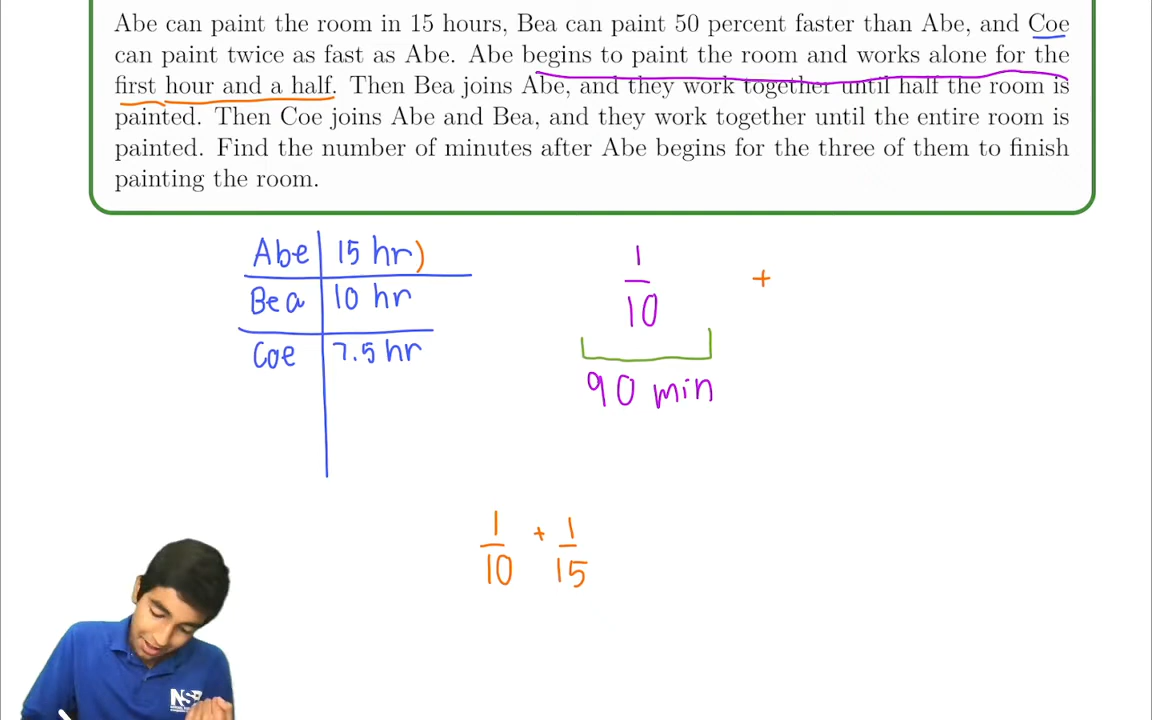 Abe can paint the room in 15 hours, Bea can paint 50 percent faster than Abe, and Coe
can paint twice as fast as Abe. Abe begins to paint the room and works alone for the
first hour and a half. Then Bea joins Abe, and they work together until half the room is
painted. Then Coe joins Abe and Bea, and they work together until the entire room is
painted. Find the number of minutes after Abe begins for the three of them to finish
painting the room.
Abe 15 hr)
Bea 10 hr
Coe 7.5 hr
1/10 +
90 min
1/10 + 1/15